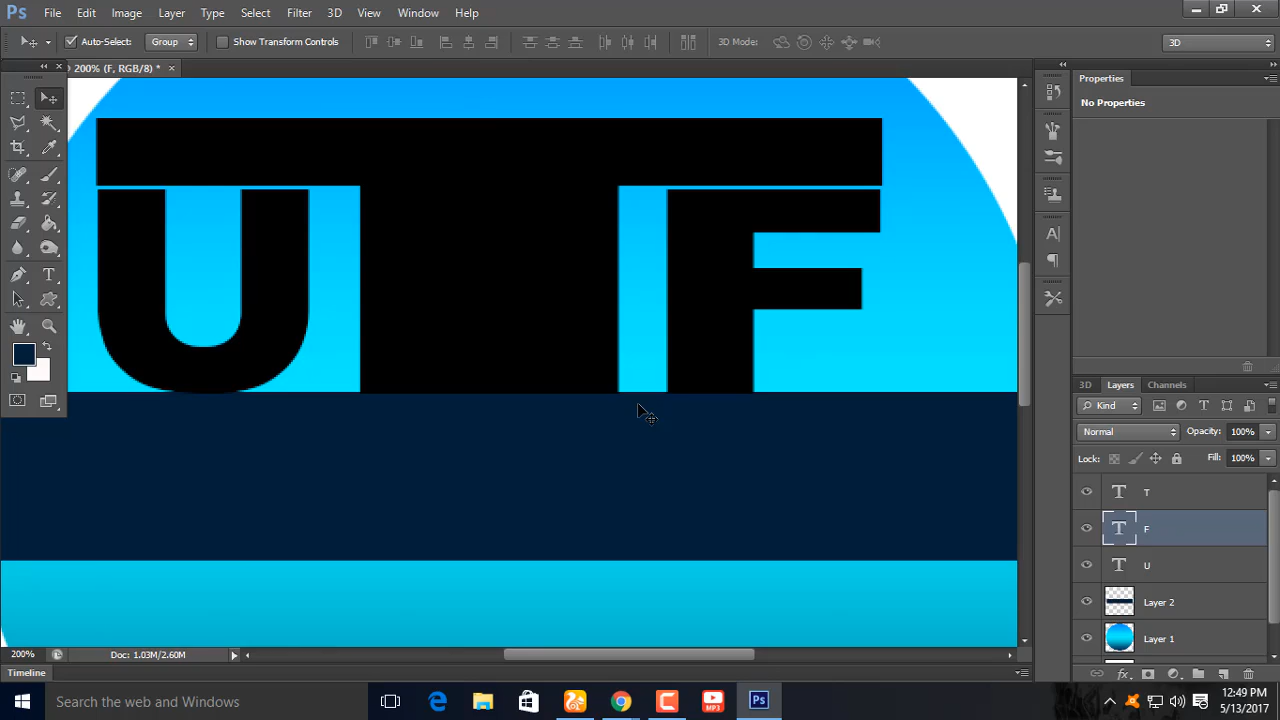 Ps File Edit Image Layer Type Select Filter 3D View Window Help
Auto-Select: Group Show Transform Controls 3D Mode: 3D
200% (F, RGB/8) *
Properties
No Properties
UTF
3D Layers Channels
Kind
Normal Opacity: 100%
Lock: Fill: 100%
T T
T F
T U
Layer 2
Layer 1
200% Doc: 1.03M/2.60M
Timeline
Search the web and Windows
MP3
Ps
12:49 PM
5/13/2017